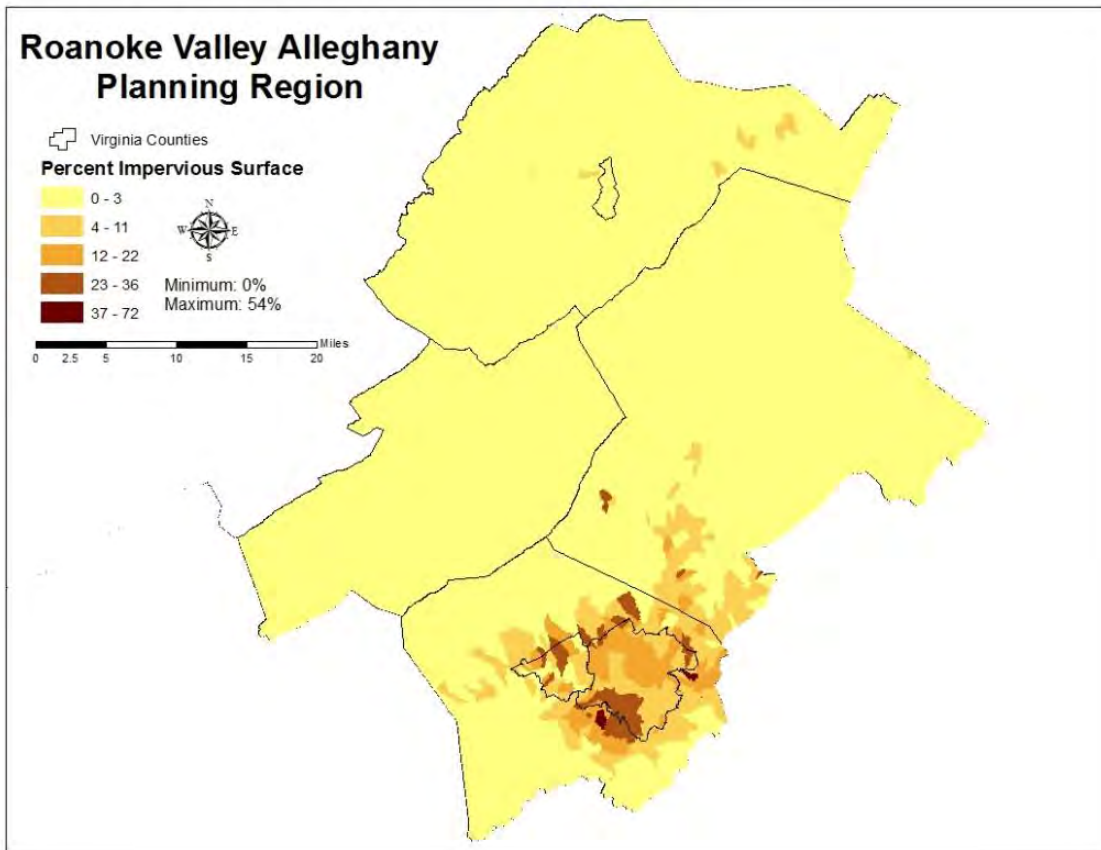 Roanoke Valley Alleghany
Planning Region
Virginia Counties
Percent Impervious Surface
0 - 3
4 - 11
12 - 22
23 - 36
37 - 72
N
W E
S
Minimum: 0%
Maximum: 54%
Miles
0 2.5 5 10 15 20